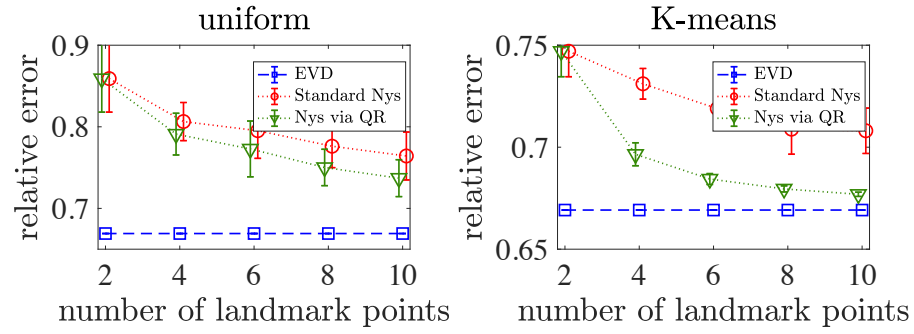 uniform
relative error
0.9
0.8
0.7
EVD
Standard Nys
Nys via QR
2 4 6 8 10
number of landmark points
K-means
relative error
0.75
0.7
0.65
EVD
Standard Nys
Nys via QR
2 4 6 8 10
number of landmark points